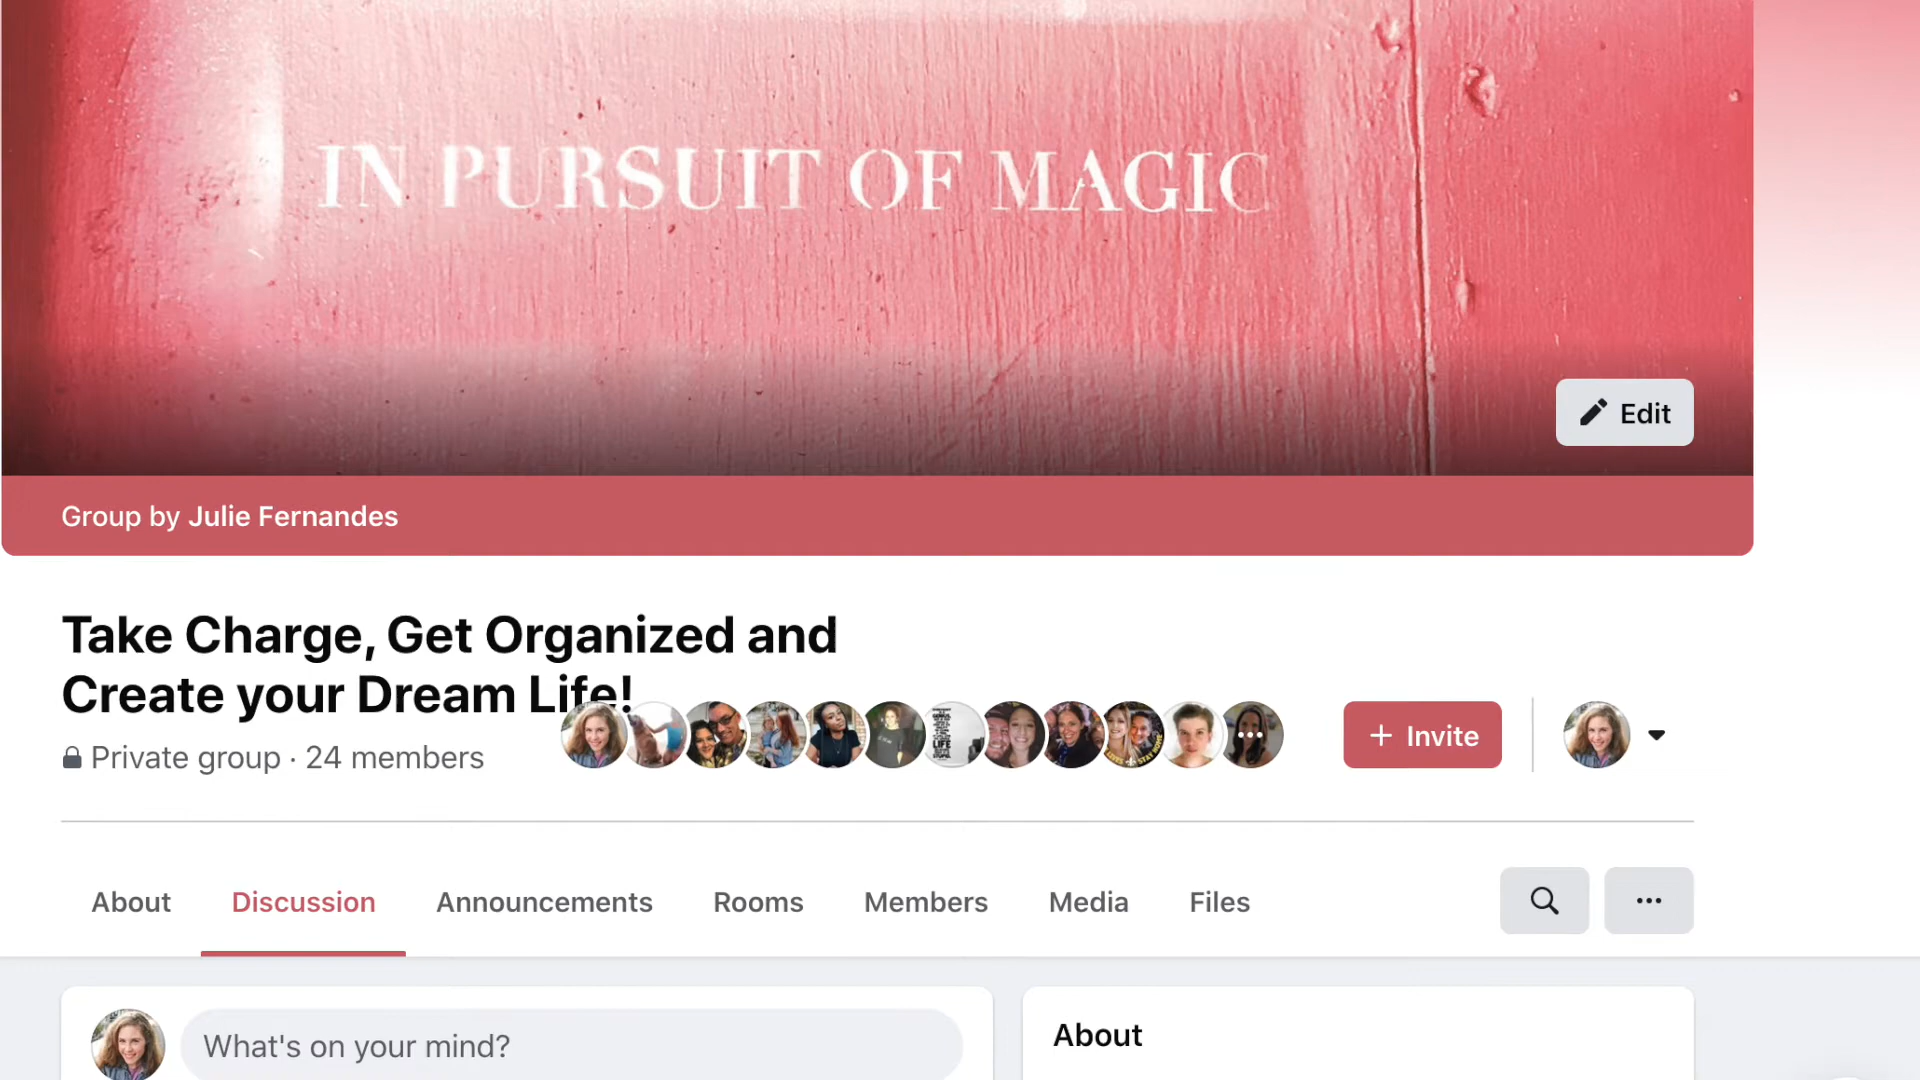 IN PURSUIT OF MAGIC
Edit
Group by Julie Fernandes
Take Charge, Get Organized and
Create your Dream Life!
Private group · 24 members
+ Invite
About Discussion Announcements Rooms Members Media Files
What's on your mind?
About